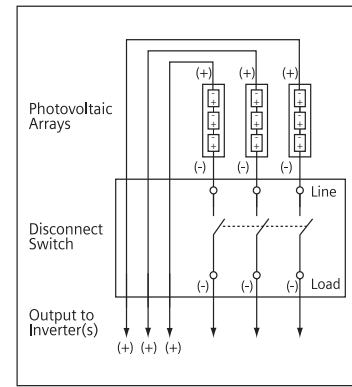 (+) (+) (+)
Photovoltaic
Arrays
- + - + - +
- + - + - +
- + - + - +
(-) (-) (-)
Line
Disconnect
Switch
(-) (-) (-) Load
Output to
Inverter(s)
(+) (+) (+)